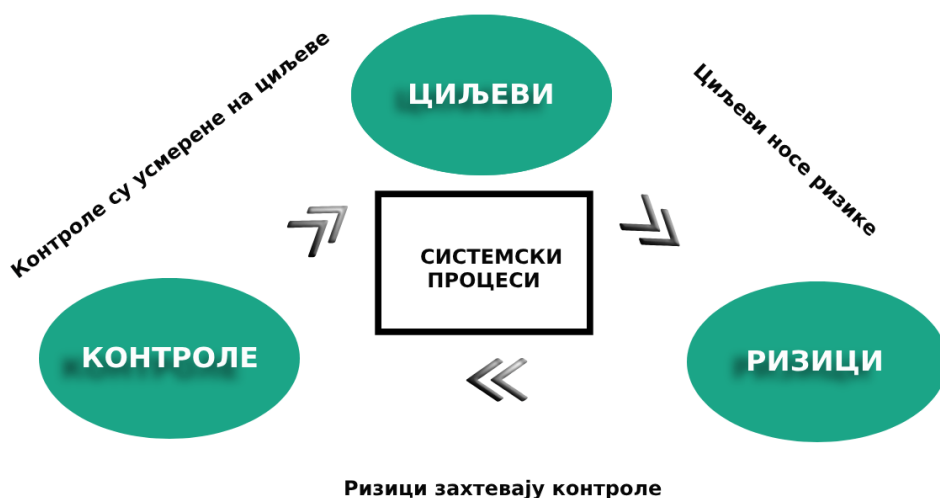 ЦИЉЕВИ
Контроле су усмерене на циљеве
Циљеви носе ризике
СИСТЕМСКИ
ПРОЦЕСИ
КОНТРОЛЕ
РИЗИЦИ
Ризици захтевају контроле